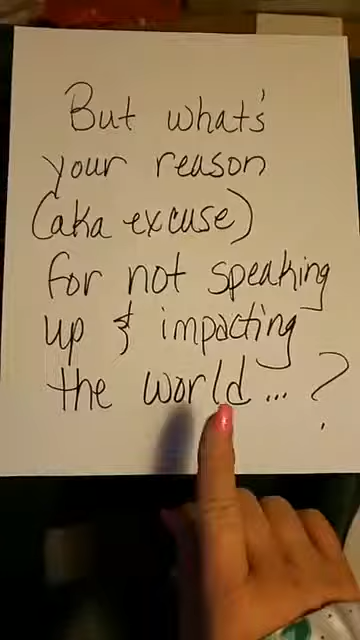 But what's
your reason
(aka excuse)
for not speaking
up & impacting
the world...?